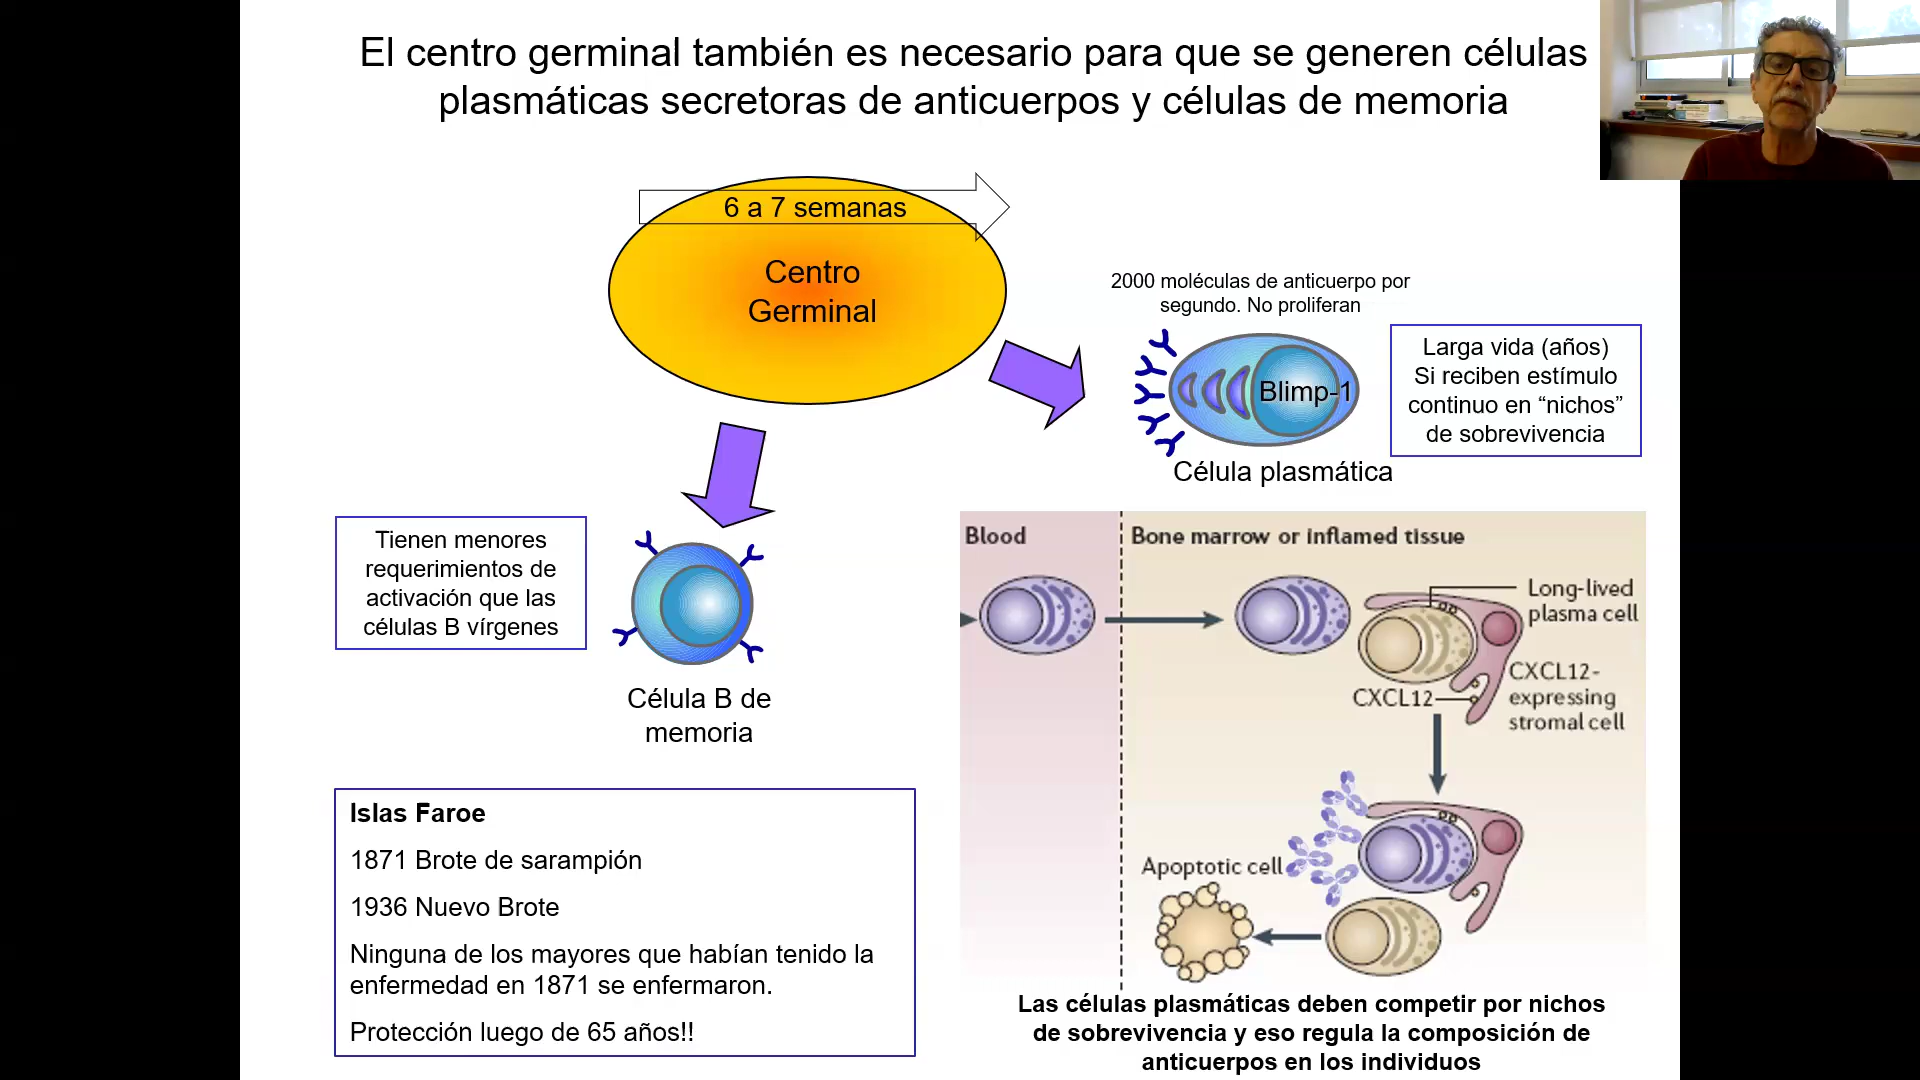 El centro germinal también es necesario para que se generen células
plasmáticas secretoras de anticuerpos y células de memoria
6 a 7 semanas
Centro
Germinal
2000 moléculas de anticuerpo por
segundo. No proliferan
Blimp-1
Célula plasmática
Larga vida (años)
Si reciben estímulo
continuo en “nichos”
de sobrevivencia
Tienen menores
requerimientos de
activación que las
células B vírgenes
Célula B de
memoria
Blood
Bone marrow or inflamed tissue
Long-lived
plasma cell
CXCL12
CXCL12-
expressing
stromal cell
Apoptotic cell
Islas Faroe
1871 Brote de sarampión
1936 Nuevo Brote
Ninguna de los mayores que habían tenido la
enfermedad en 1871 se enfermaron.
Protección luego de 65 años!!
Las células plasmáticas deben competir por nichos
de sobrevivencia y eso regula la composición de
anticuerpos en los individuos